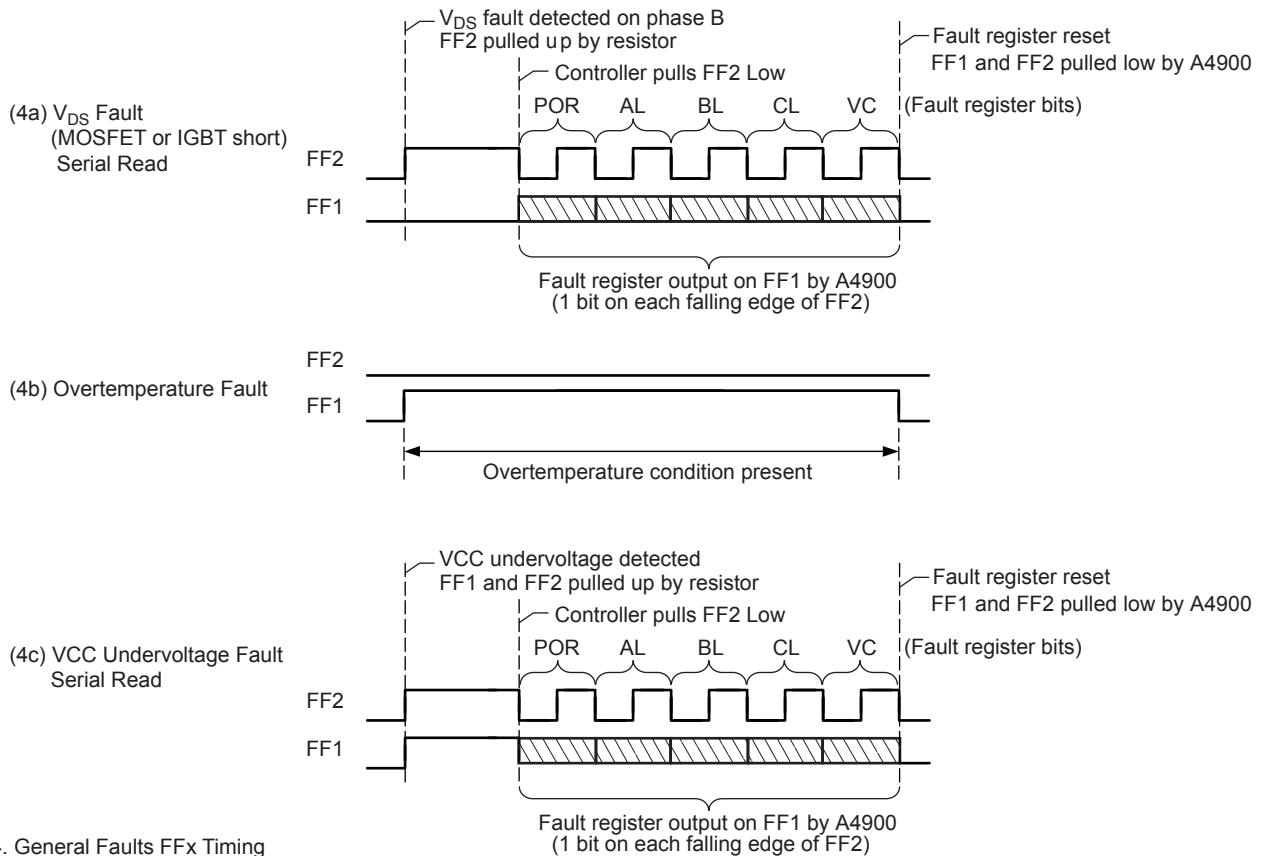 V_DS fault detected on phase B
FF2 pulled up by resistor
Fault register reset
FF1 and FF2 pulled low by A4900
Controller pulls FF2 Low
(4a) V_DS Fault
(MOSFET or IGBT short)
Serial Read
POR AL BL CL VC (Fault register bits)
FF2
FF1
Fault register output on FF1 by A4900
(1 bit on each falling edge of FF2)
(4b) Overtemperature Fault
FF2
FF1
Overtemperature condition present
VCC undervoltage detected
FF1 and FF2 pulled up by resistor
Fault register reset
FF1 and FF2 pulled low by A4900
Controller pulls FF2 Low
(4c) VCC Undervoltage Fault
Serial Read
POR AL BL CL VC (Fault register bits)
FF2
FF1
Fault register output on FF1 by A4900
(1 bit on each falling edge of FF2)
. General Faults FFx Timing